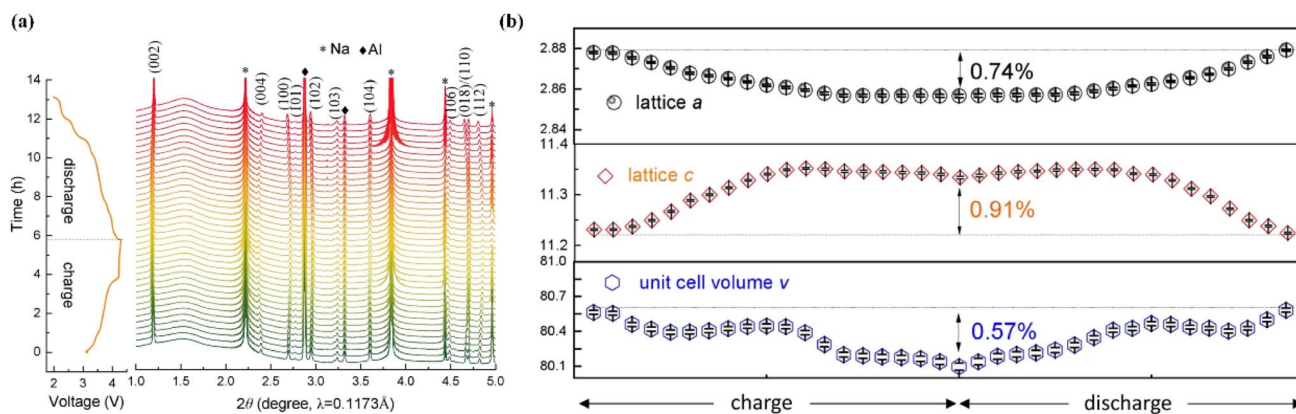 (a)
* Na ♦ Al
(002)
*
(004)
(100)
(101)
♦
(102)
(103)
♦
(104)
*
*
(106)
(018)/(110)
(112)
*
14
12
10
8
6
4
2
0
Time (h)
discharge
charge
2 3 4
Voltage (V)
1.0 1.5 2.0 2.5 3.0 3.5 4.0 4.5 5.0
2θ (degree, λ=0.1173Å)
(b)
2.88
2.86
2.84
0.74%
lattice a
11.4
11.3
11.2
lattice c
0.91%
81.0
80.7
80.4
80.1
unit cell volume v
0.57%
charge
discharge